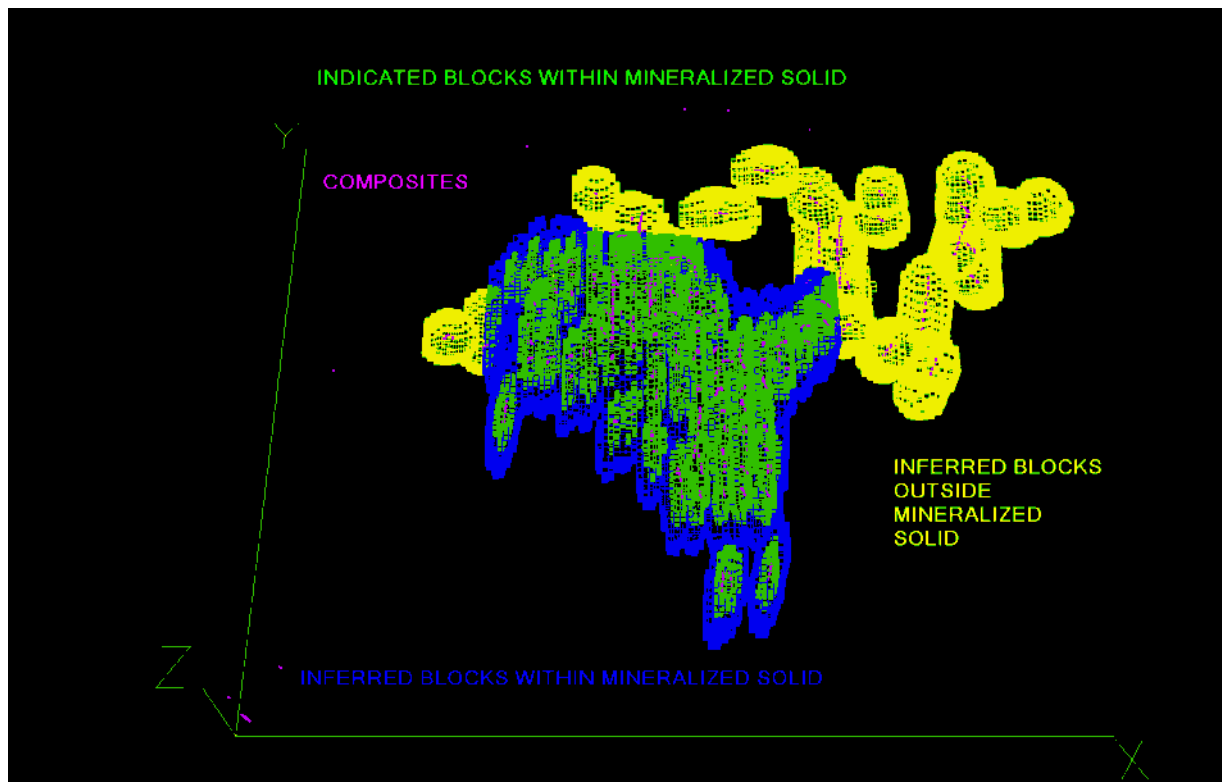 INDICATED BLOCKS WITHIN MINERALIZED SOLID
Y
COMPOSITES
INFERRED BLOCKS
OUTSIDE
MINERALIZED
SOLID
Z
INFERRED BLOCKS WITHIN MINERALIZED SOLID
X